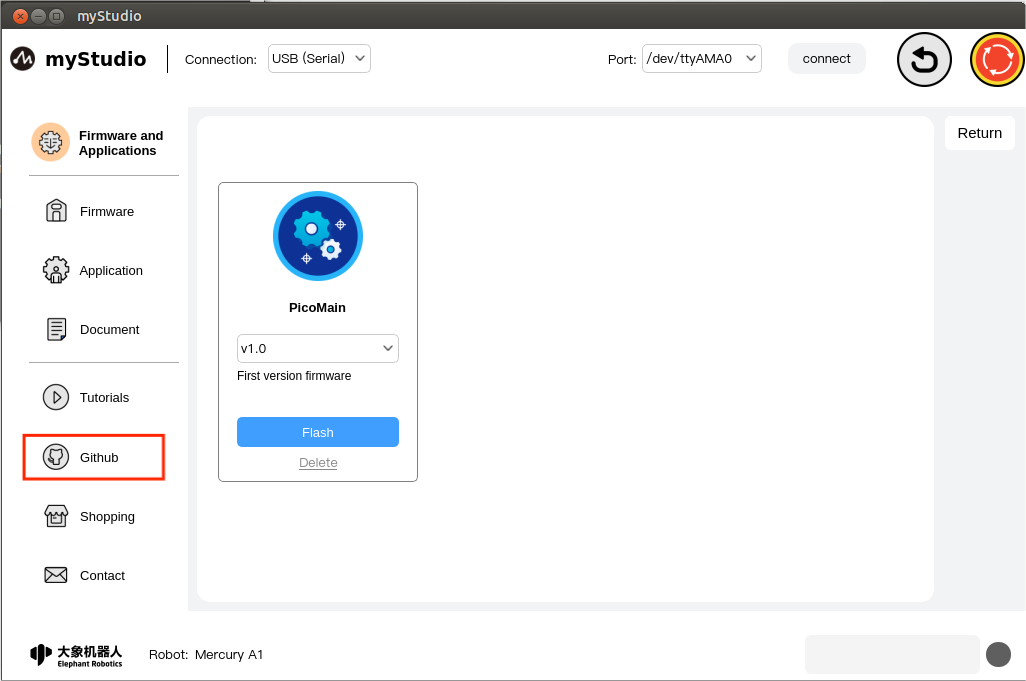 myStudio
myStudio
Connection:
USB (Serial)
Port:
/dev/ttyAMA0
connect
Firmware and
Applications
Firmware
Application
Document
Tutorials
Github
Shopping
Contact
PicoMain
v1.0
First version firmware
Flash
Delete
Return
大象机器人
Elephant Robotics
Robot: Mercury A1